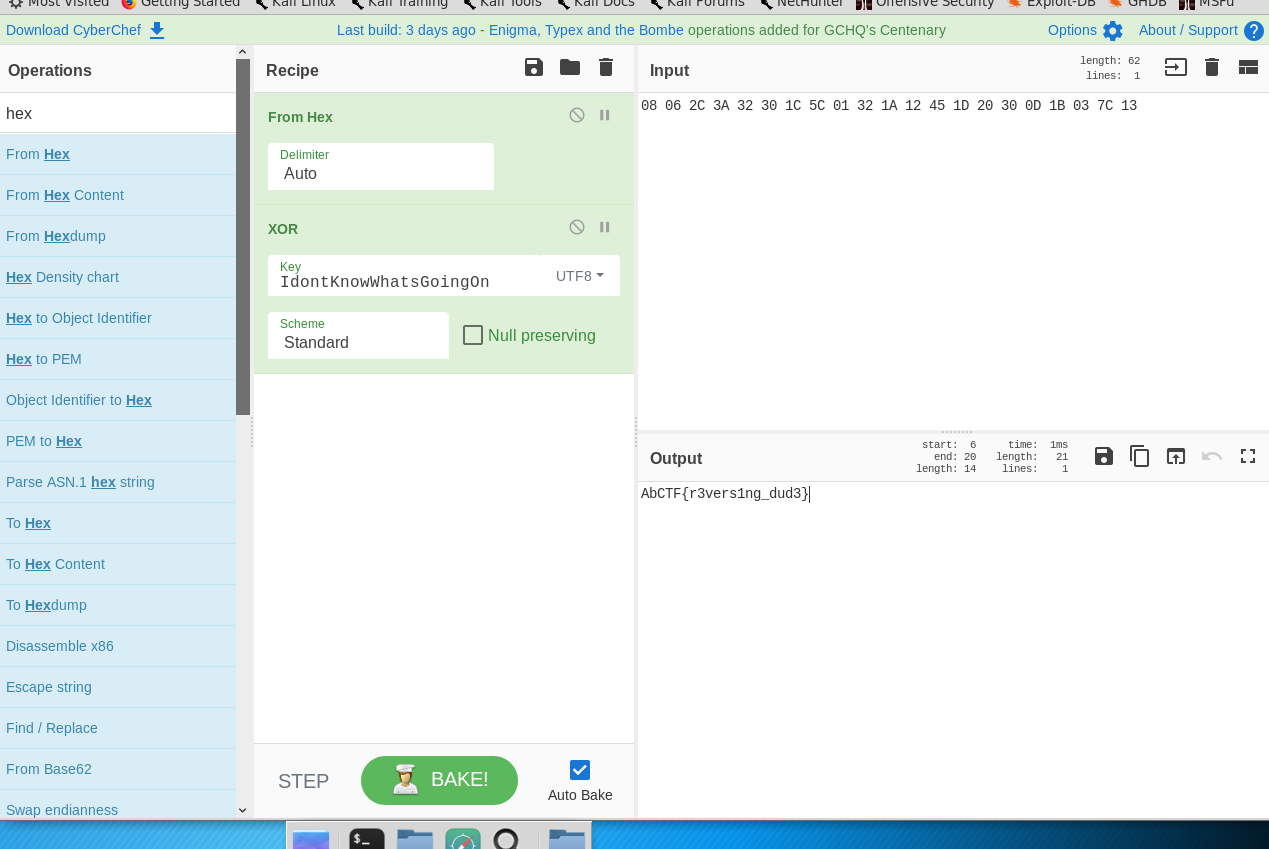 Most Visited Getting Started Kali Linux Kali Training Kali Tools Kali Docs Kali Forums NetHunter Offensive Security Exploit-DB GHDB MSFU
Download CyberChef Last build: 3 days ago - Enigma, Typex and the Bombe operations added for GCHQ's Centenary Options About / Support
Operations
hex
From Hex
From Hex Content
From Hexdump
Hex Density chart
Hex to Object Identifier
Hex to PEM
Object Identifier to Hex
PEM to Hex
Parse ASN.1 hex string
To Hex
To Hex Content
To Hexdump
Disassemble x86
Escape string
Find / Replace
From Base62
Swap endianness
Recipe
From Hex
Delimiter
Auto
XOR
Key
IdontKnowWhatsGoingOn UTF8
Scheme
Standard Null preserving
STEP BAKE! Auto Bake
Input
length: 62
lines: 1
08 06 2C 3A 32 30 1C 5C 01 32 1A 12 45 1D 20 30 0D 1B 03 7C 13
Output
start: 6 time: 1ms
end: 20 length: 21
length: 14 lines: 1
AbCTF{r3vers1ng_dud3}
$_